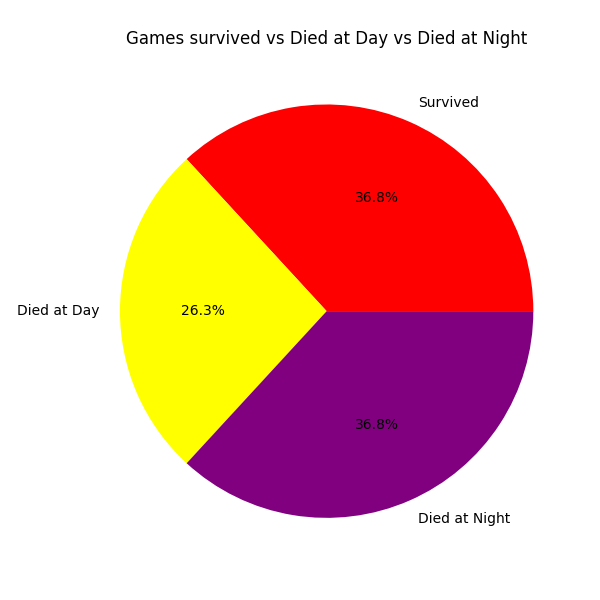 Games survived vs Died at Day vs Died at Night
Survived
36.8%
Died at Day
26.3%
36.8%
Died at Night